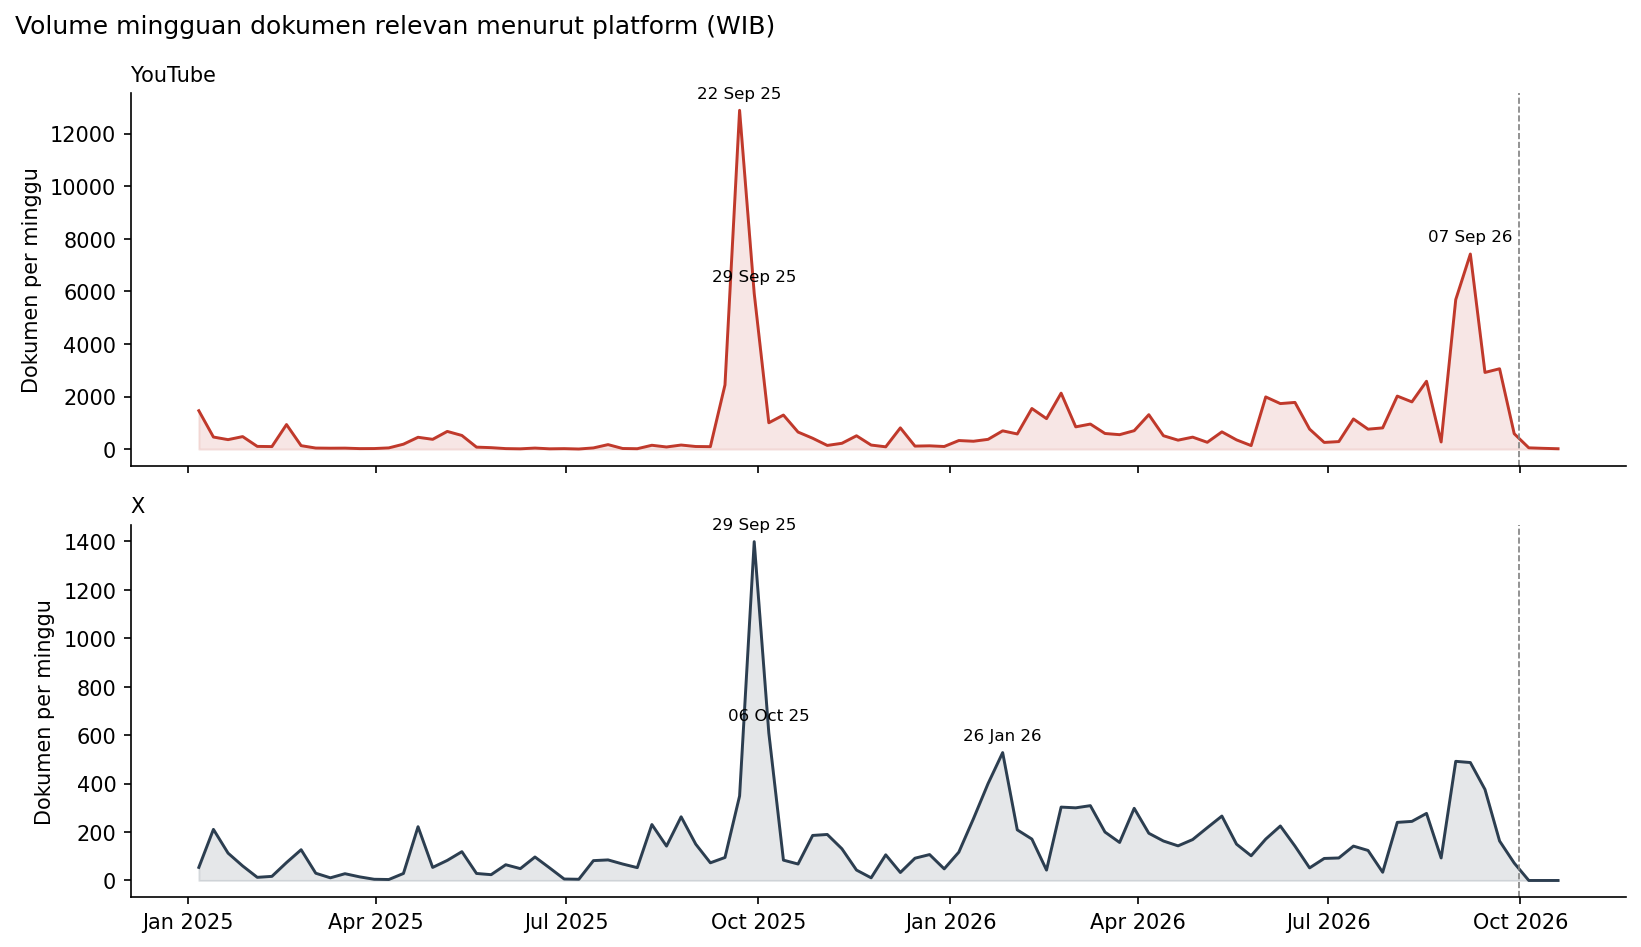 Volume mingguan dokumen relevan menurut platform (WIB)
YouTube
22 Sep 25
12000
10000
8000
07 Sep 26
29 Sep 25
6000
4000
2000
0
Dokumen per minggu
X
29 Sep 25
1400
1200
1000
800
06 Oct 25
26 Jan 26
600
400
200
0
Dokumen per minggu
Jan 2025 Apr 2025 Jul 2025 Oct 2025 Jan 2026 Apr 2026 Jul 2026 Oct 2026